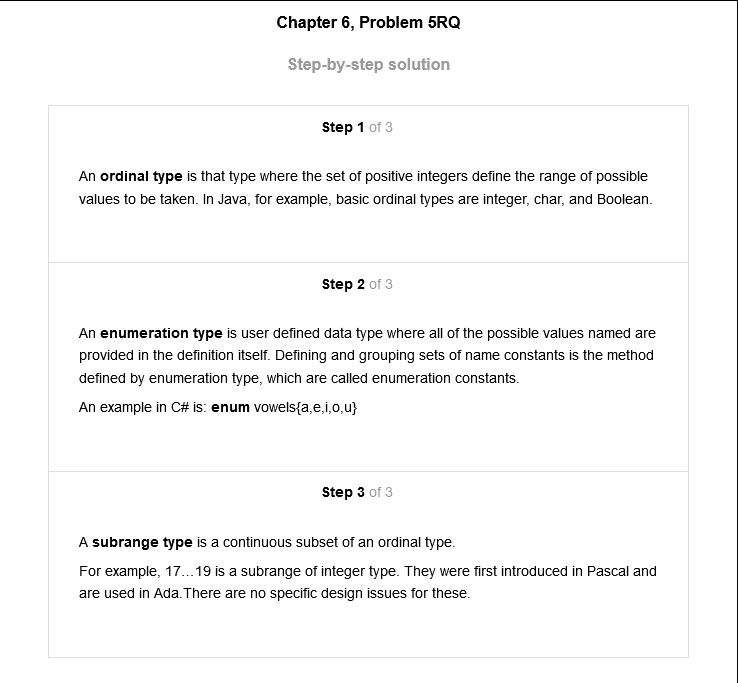 Chapter 6, Problem 5RQ
Step-by-step solution
Step 1 of 3
An ordinal type is that type where the set of positive integers define the range of possible
values to be taken. In Java, for example, basic ordinal types are integer, char, and Boolean.
Step 2 of 3
An enumeration type is user defined data type where all of the possible values named are
provided in the definition itself. Defining and grouping sets of name constants is the method
defined by enumeration type, which are called enumeration constants.
An example in C# is: enum vowels{a,e,i,o,u}
Step 3 of 3
A subrange type is a continuous subset of an ordinal type.
For example, 17…19 is a subrange of integer type. They were first introduced in Pascal and
are used in Ada.There are no specific design issues for these.